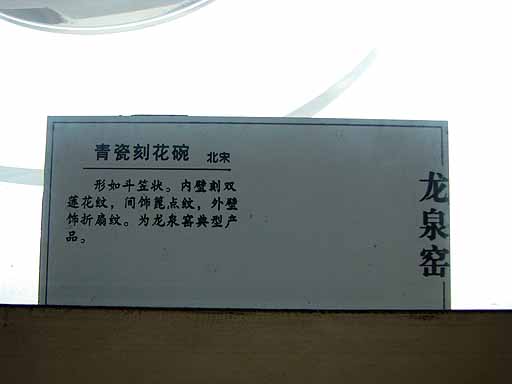 青瓷刻花碗 北宋
形如斗笠状。内壁刻双
莲花纹，间饰篦点纹，外壁
饰折扇纹。为龙泉窑典型产
品。
龙泉窑